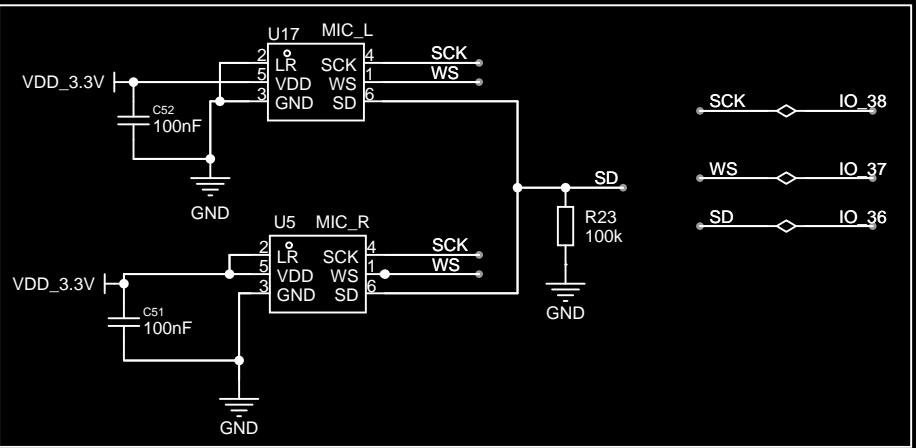 U17 MIC_L
2 LR SCK 4 SCK
VDD_3.3V 5 VDD WS 1 WS
3 GND SD 6
C52
100nF
GND
SCK IO_38
WS IO_37
SD IO_36
SD
R23
100k
GND
U5 MIC_R
2 LR SCK 4 SCK
VDD_3.3V 5 VDD WS 1 WS
3 GND SD 6
C51
100nF
GND